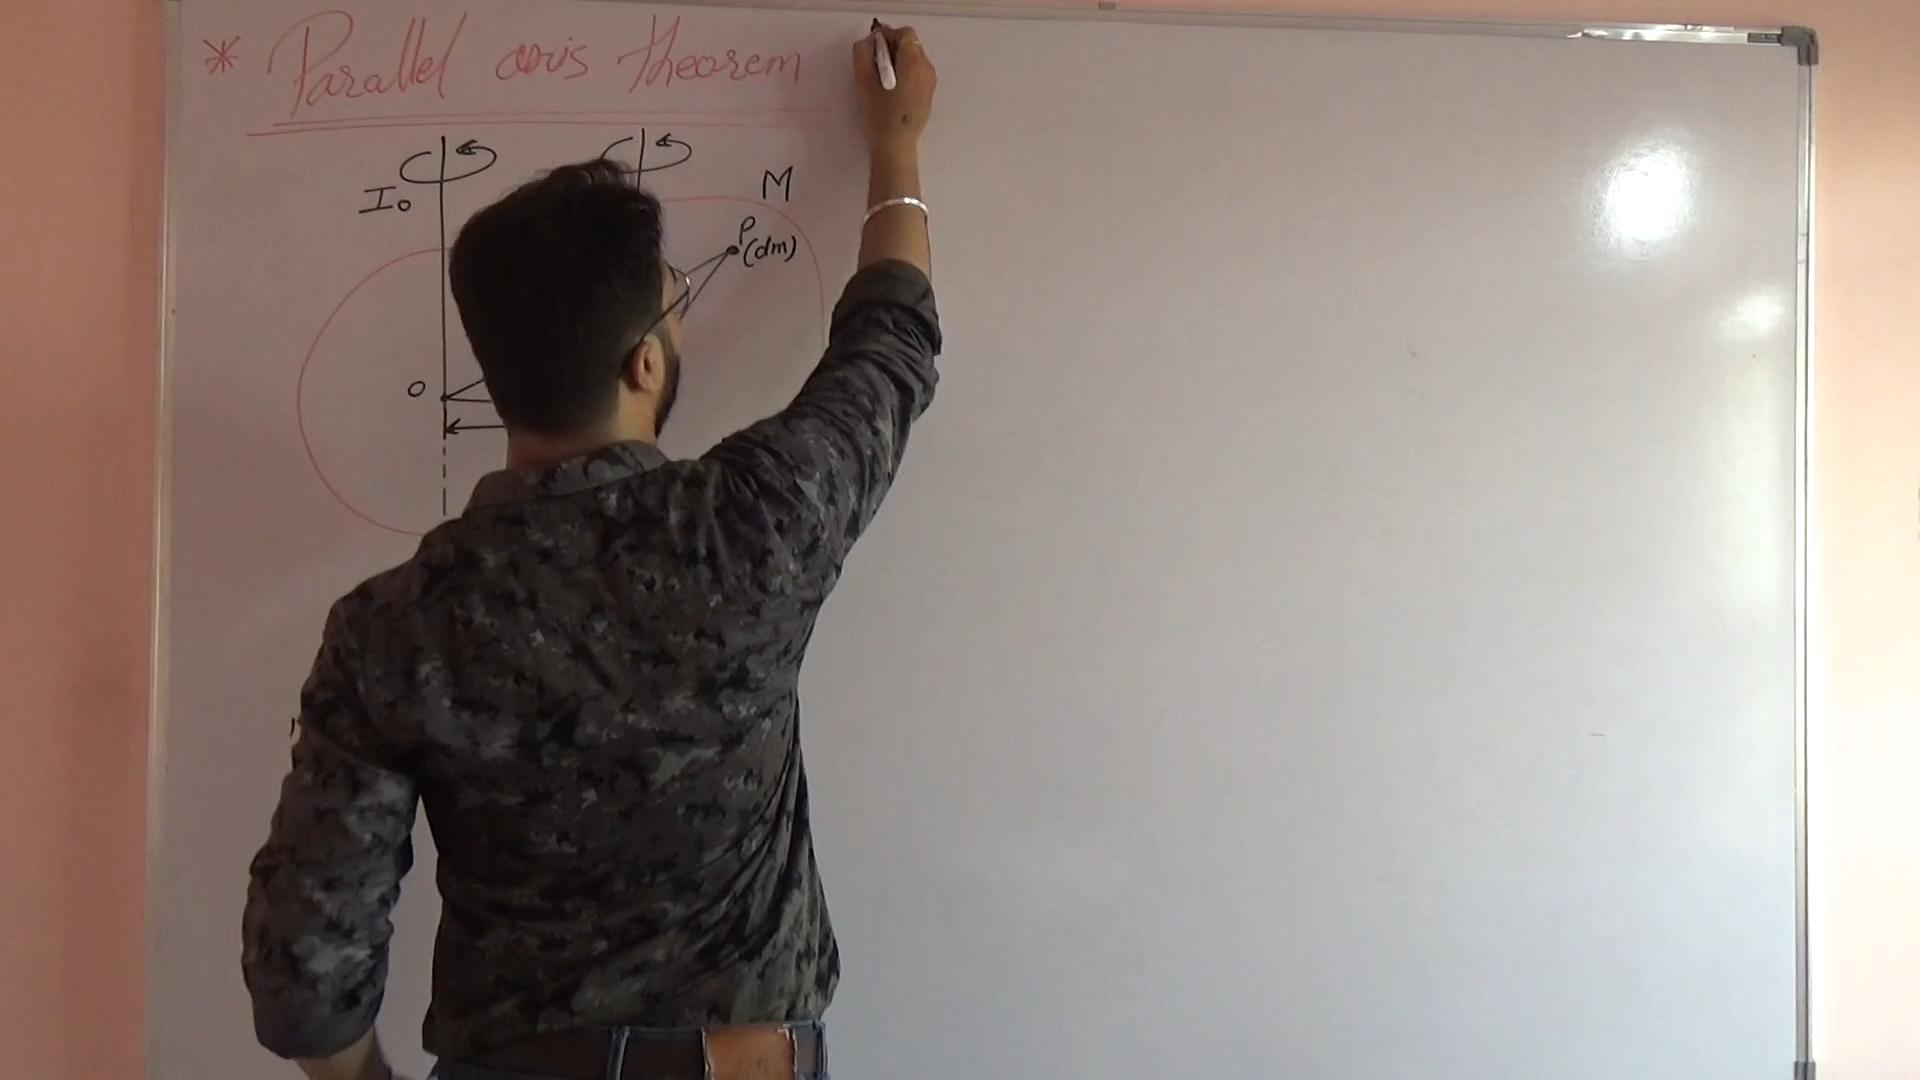 * Parallel axis theorem
I₀
M
P
(dm)
O